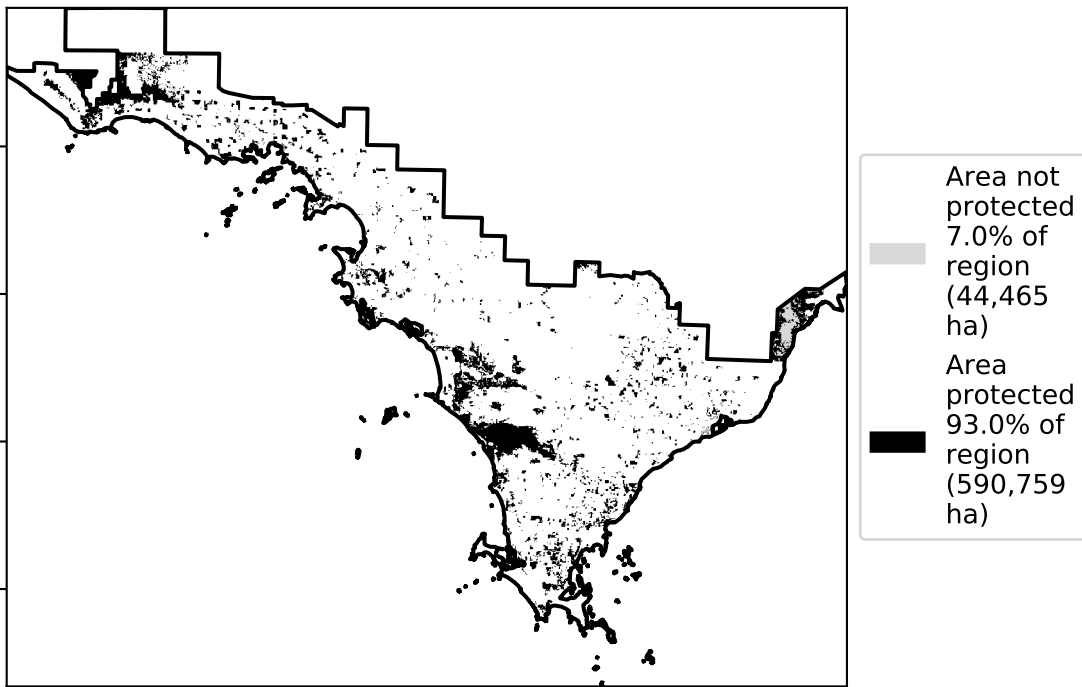 Area not
protected
7.0% of
region
(44,465
ha)
Area
protected
93.0% of
region
(590,759
ha)